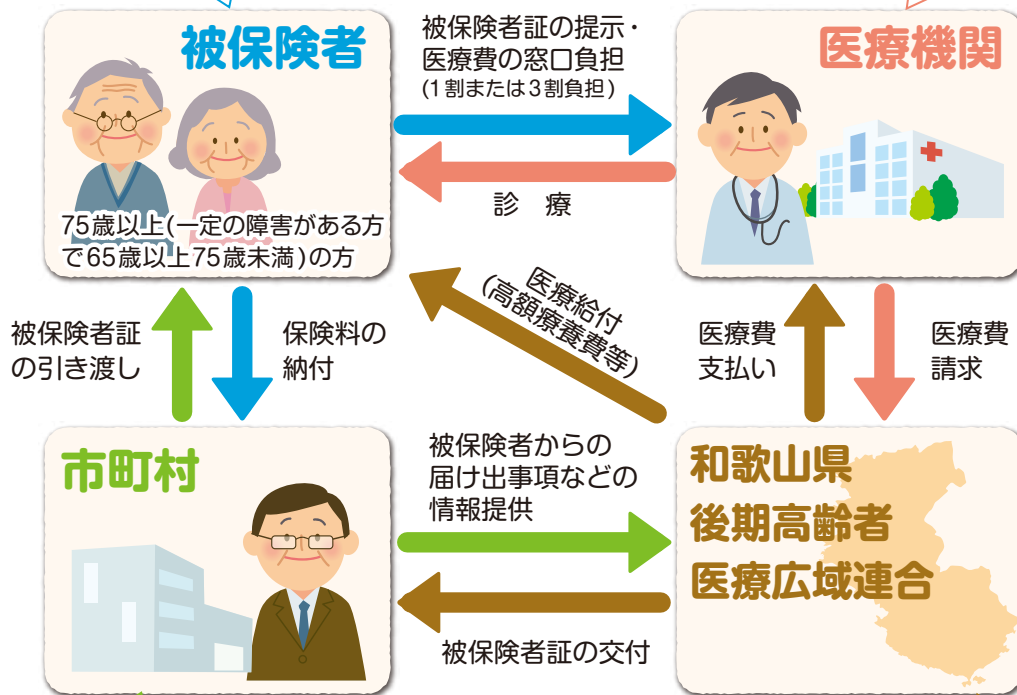 被保険者
75歳以上(一定の障害がある方
で65歳以上75歳未満)の方
被保険者証の提示・
医療費の窓口負担
(1割または3割負担)
診 療
医療機関
被保険者証
の引き渡し
保険料の
納付
医療給付
(高額療養費等)
医療費
支払い
医療費
請求
市町村
被保険者からの
届け出事項などの
情報提供
被保険者証の交付
和歌山県
後期高齢者
医療広域連合